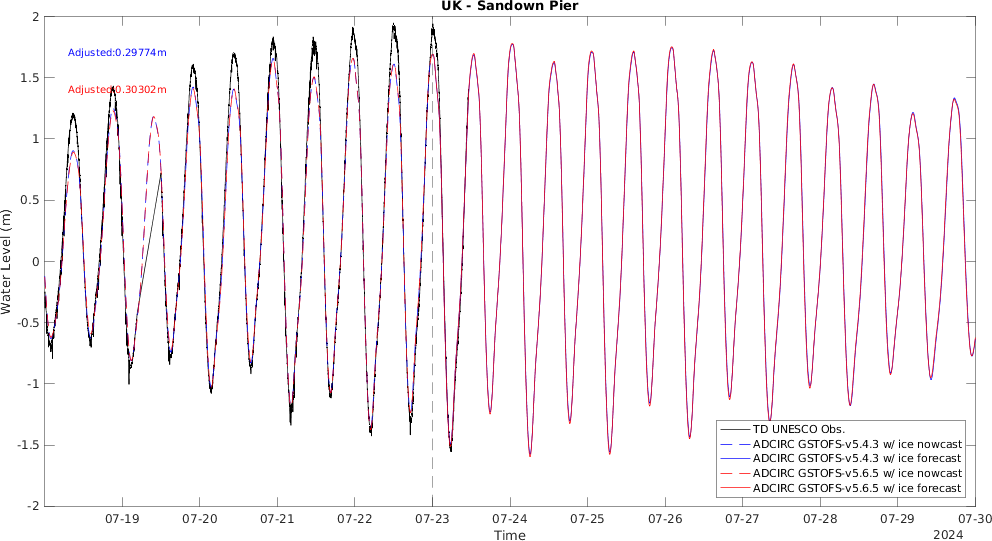 UK - Sandown Pier
2
1.5
1
0.5
0
-0.5
-1
-1.5
-2
Water Level (m)
Adjusted:0.29774m
Adjusted:0.30302m
TD UNESCO Obs.
ADCIRC GSTOFS-v5.4.3 w/ ice nowcast
ADCIRC GSTOFS-v5.4.3 w/ ice forecast
ADCIRC GSTOFS-v5.6.5 w/ ice nowcast
ADCIRC GSTOFS-v5.6.5 w/ ice forecast
07-19 07-20 07-21 07-22 07-23 07-24 07-25 07-26 07-27 07-28 07-29 07-30
Time
2024